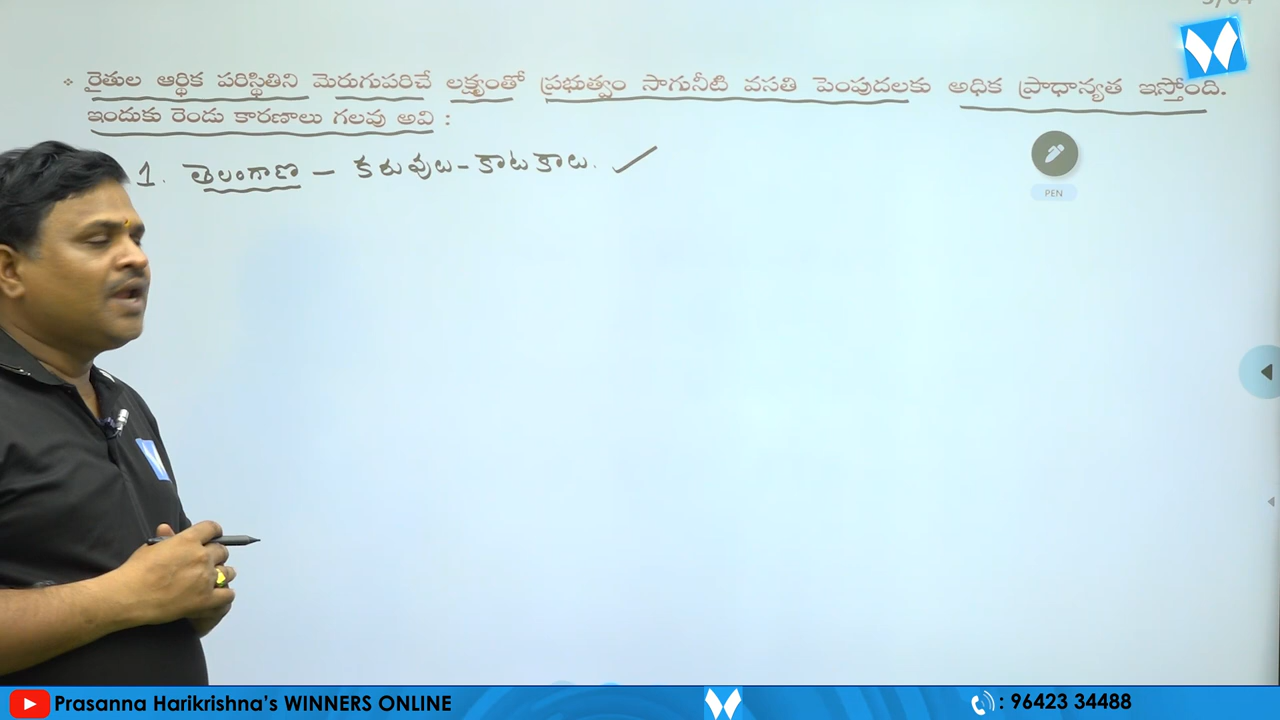 ❖ రైతుల ఆర్థిక పరిస్థితిని మెరుగుపరిచే లక్ష్యంతో ప్రభుత్వం సాగునీటి వసతి పెంపుదలకు అధిక ప్రాధాన్యత ఇస్తోంది.
ఇందుకు రెండు కారణాలు గలవు అవి :
1. తెలంగాణ – కరువులు-కాటకాలు. ✓
PEN
Prasanna Harikrishna's WINNERS ONLINE
: 96423 34488